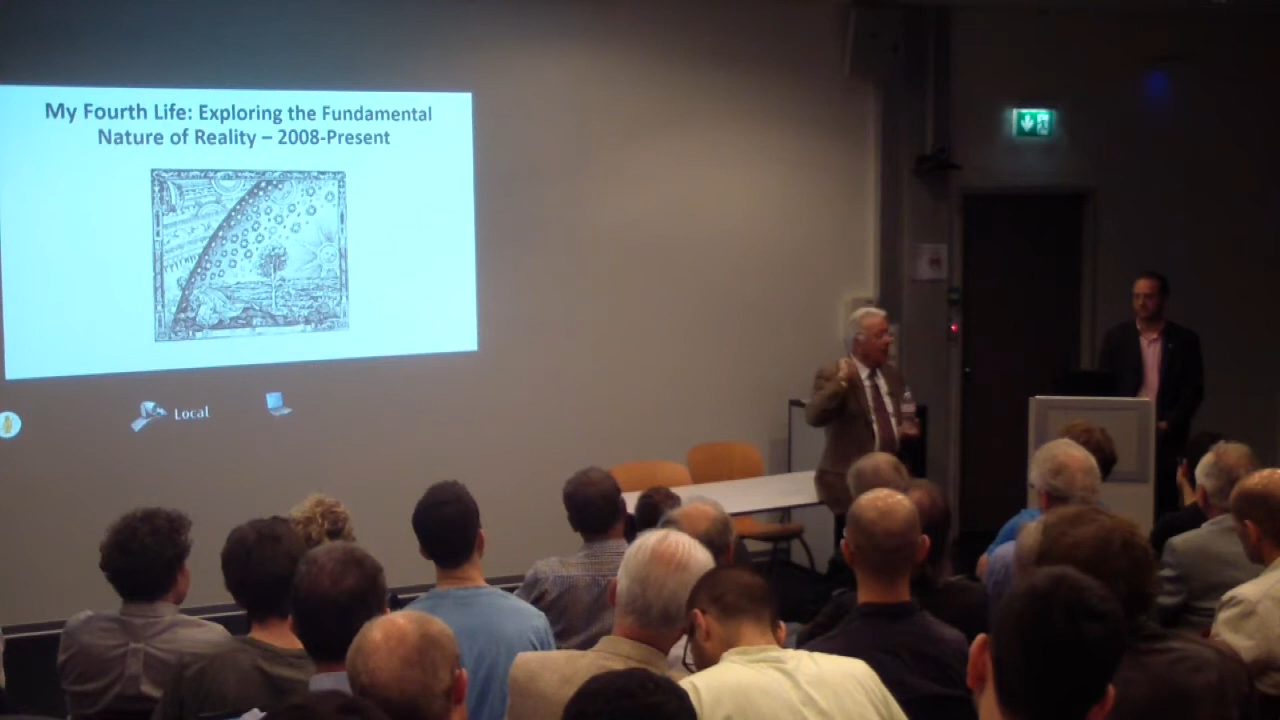 My Fourth Life: Exploring the Fundamental
Nature of Reality – 2008-Present
Local